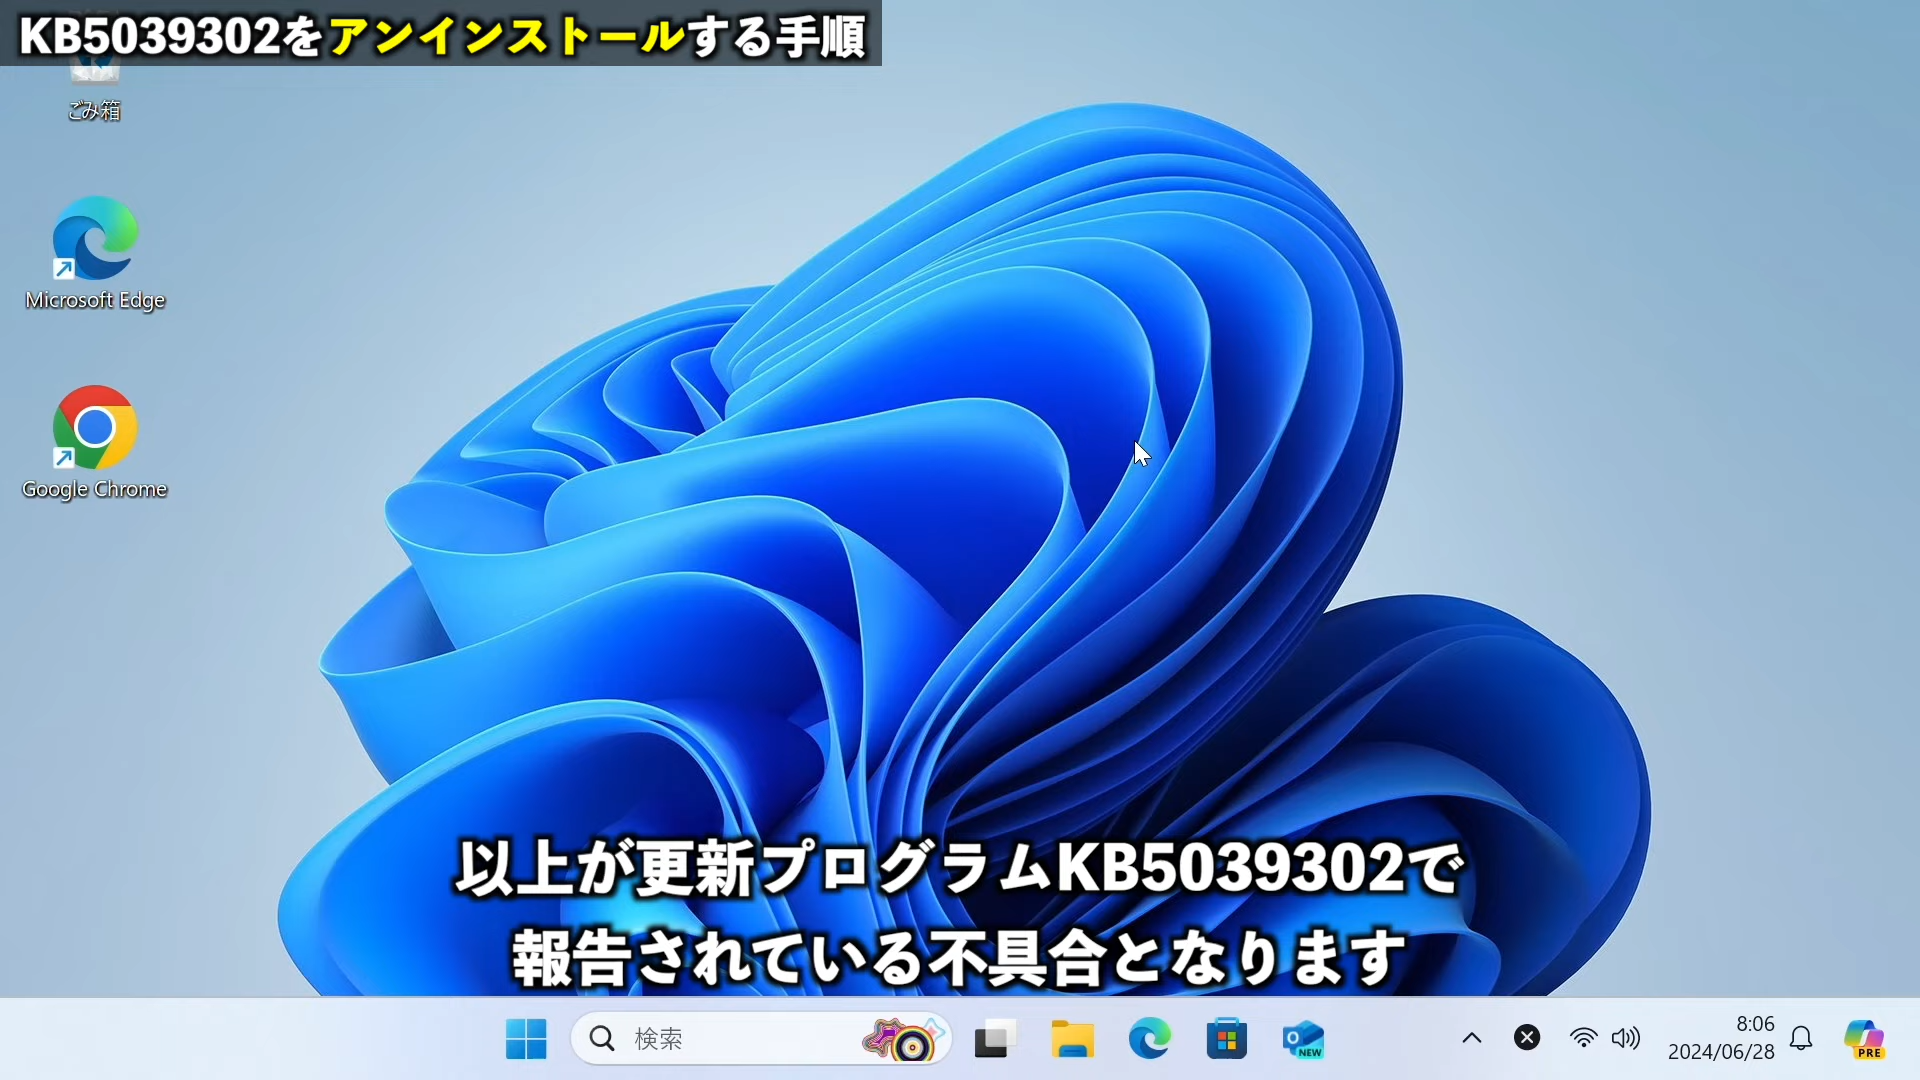 KB5039302をアンインストールする手順
ごみ箱
Microsoft Edge
Google Chrome
以上が更新プログラムKB5039302で
報告されている不具合となります
検索
NEW
8:06
2024/06/28
PRE